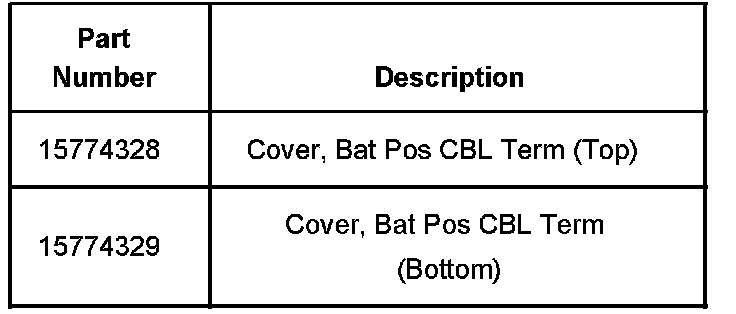 Part
Number
Description
15774328
Cover, Bat Pos CBL Term (Top)
15774329
Cover, Bat Pos CBL Term
(Bottom)